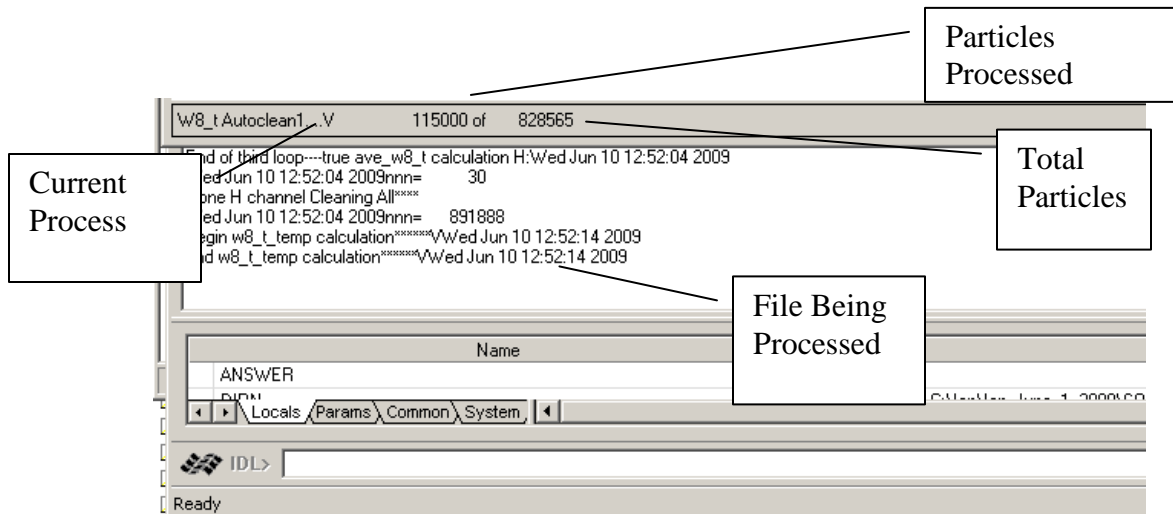 Particles
Processed
W8_t Autoclean1....V 115000 of 828565
End of third loop----true ave_w8_t calculation H:Wed Jun 10 12:52:04 2009
Wed Jun 10 12:52:04 2009nnn= 30
Done H channel Cleaning All****
Wed Jun 10 12:52:04 2009nnn= 891888
Begin w8_t_temp calculation******VWed Jun 10 12:52:14 2009
End w8_t_temp calculation******VWed Jun 10 12:52:14 2009
Current
Process
Total
Particles
File Being
Processed
Name
ANSWER
DIRN
Locals Params Common System
IDL>
Ready